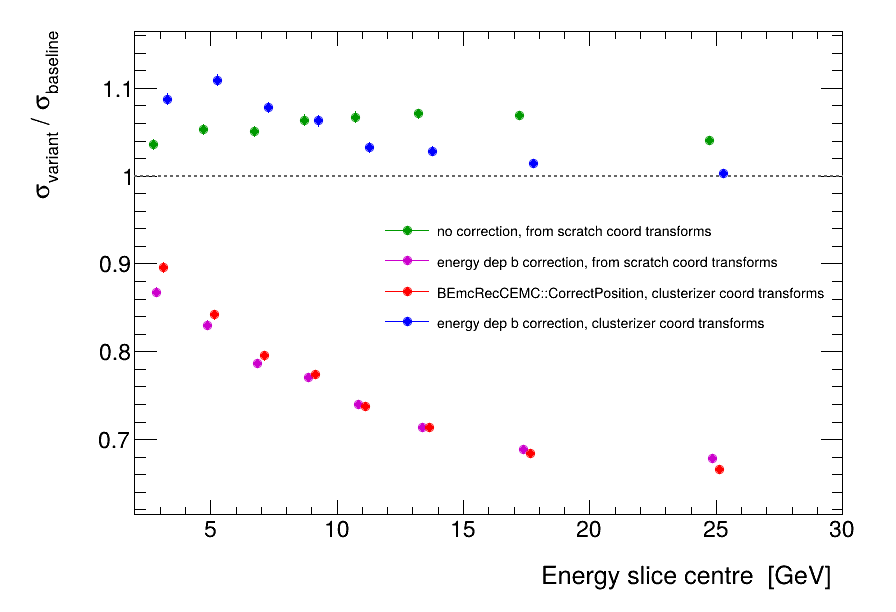 σvariant / σbaseline
1.1
1
0.9
0.8
0.7
no correction, from scratch coord transforms
energy dep b correction, from scratch coord transforms
BEmcRecCEMC::CorrectPosition, clusterizer coord transforms
energy dep b correction, clusterizer coord transforms
5 10 15 20 25 30
Energy slice centre [GeV]